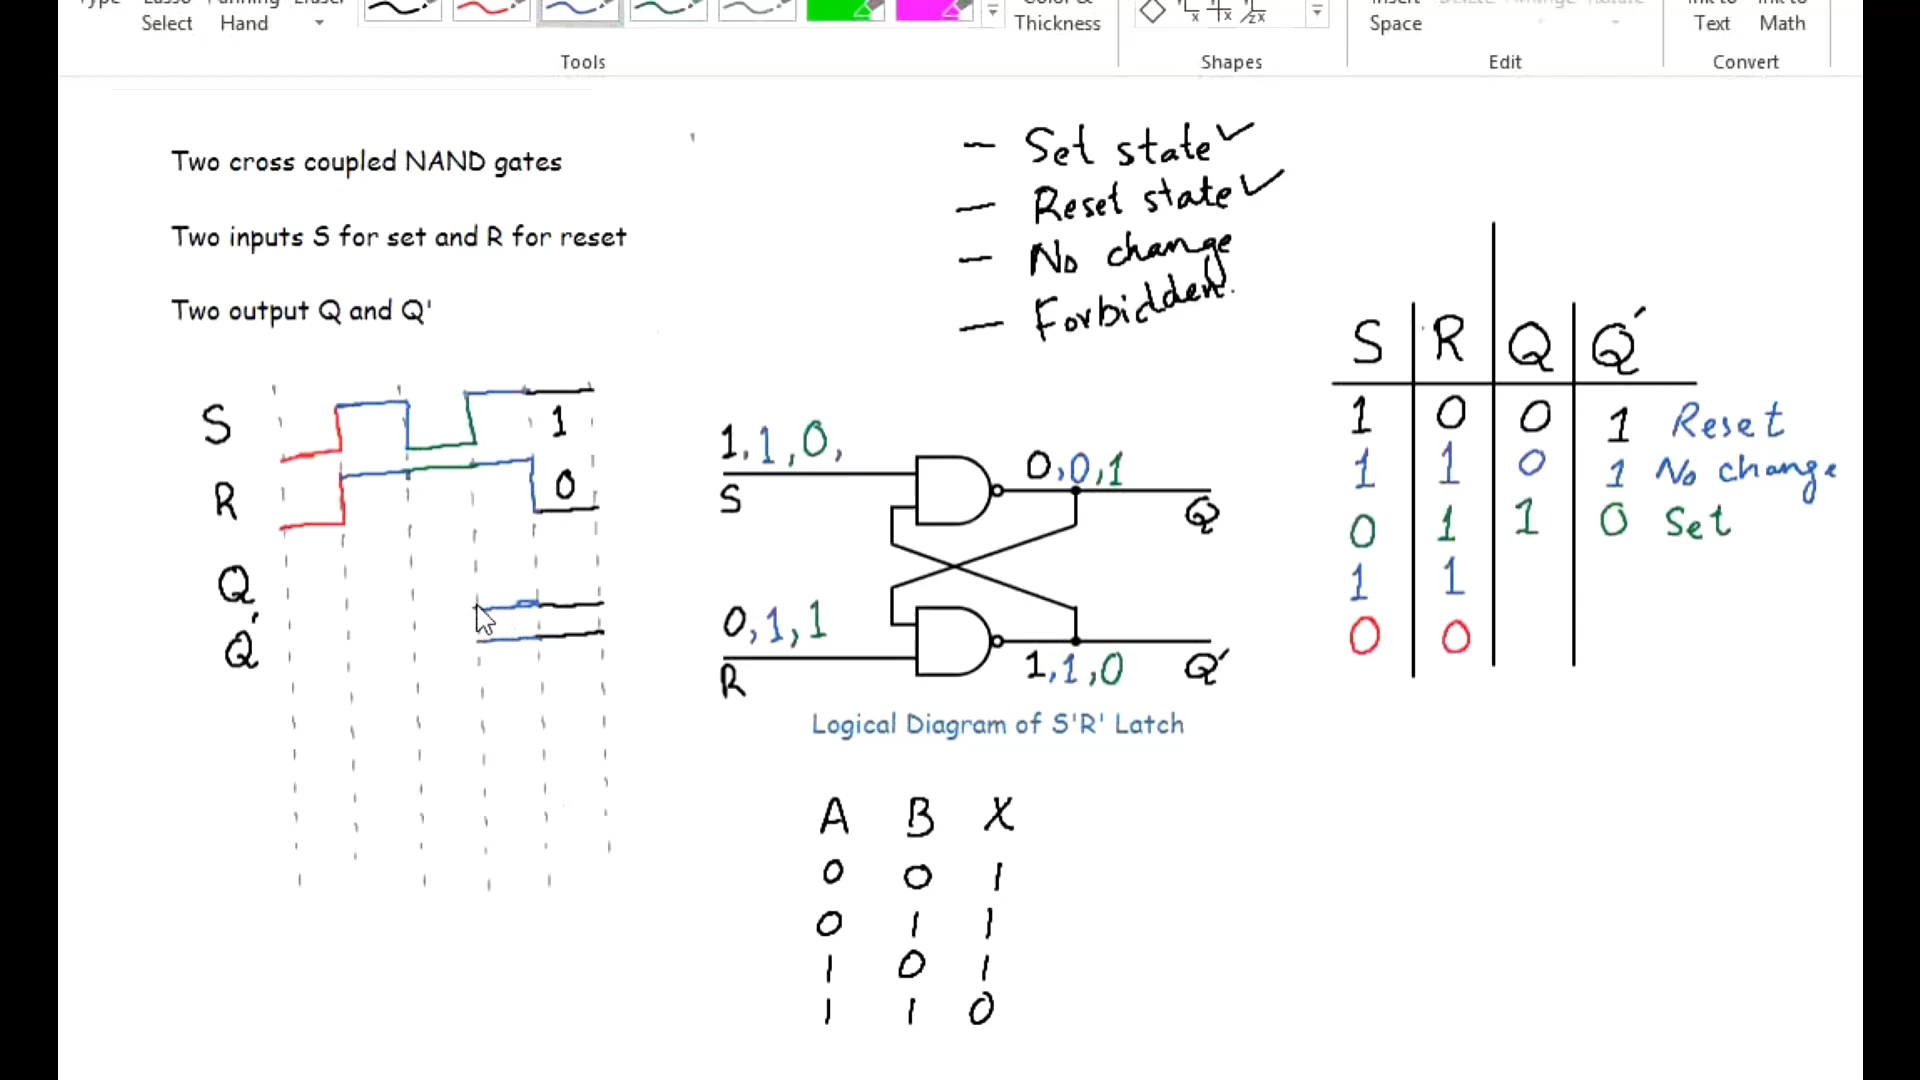 Select Hand Thickness Space Text Math
Tools Shapes Edit Convert
Two cross coupled NAND gates
Two inputs S for set and R for reset
Two output Q and Q'
— Set state ✓
— Reset state ✓
— No change
— Forbidden.
S 1
R 0
Q
Q'
1,1,0,
S
0,0,1
Q
0,1,1
R
1,1,0
Q'
Logical Diagram of S'R' Latch
A B X
0 0 1
0 1 1
1 0 1
1 1 0
S R Q Q'
1 0 0 1 Reset
1 1 0 1 No change
0 1 1 0 Set
1 1
0 0